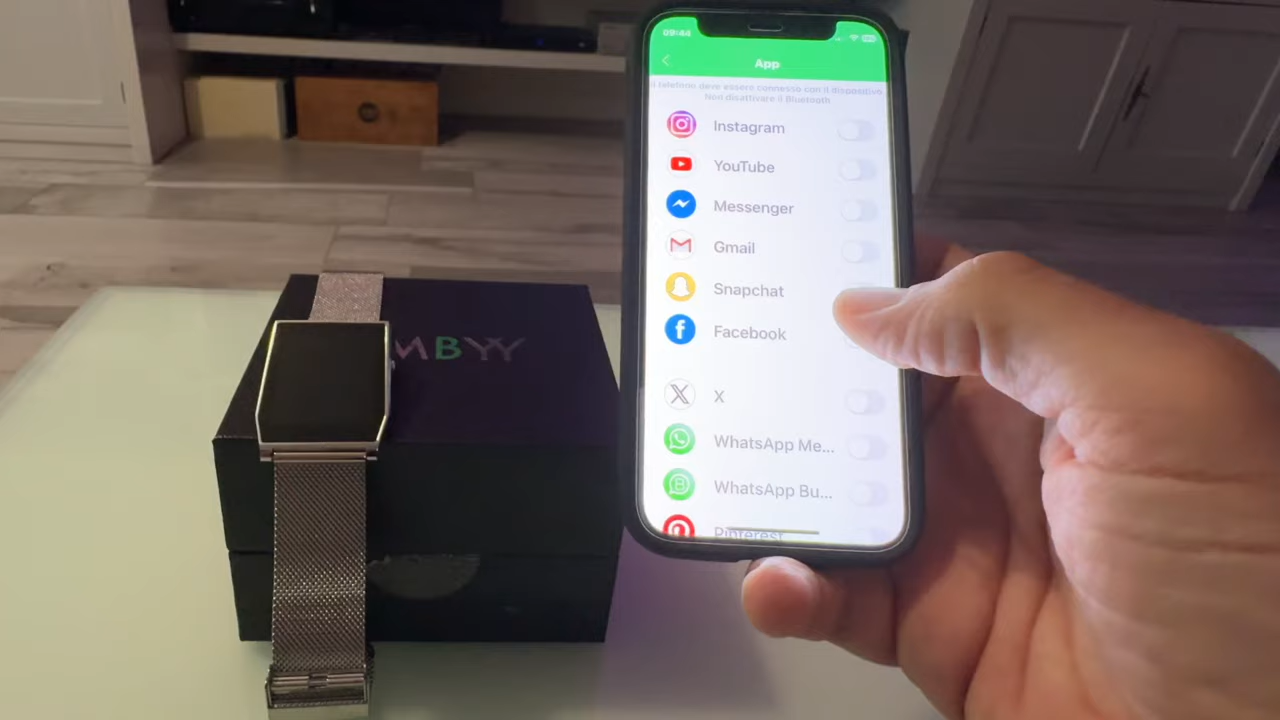 09:44
App
Il telefono deve essere connesso con il dispositivo.
Non disattivare il Bluetooth
Instagram
YouTube
Messenger
Gmail
Snapchat
Facebook
X
WhatsApp Me...
WhatsApp Bu...
Pinterest
MBYY